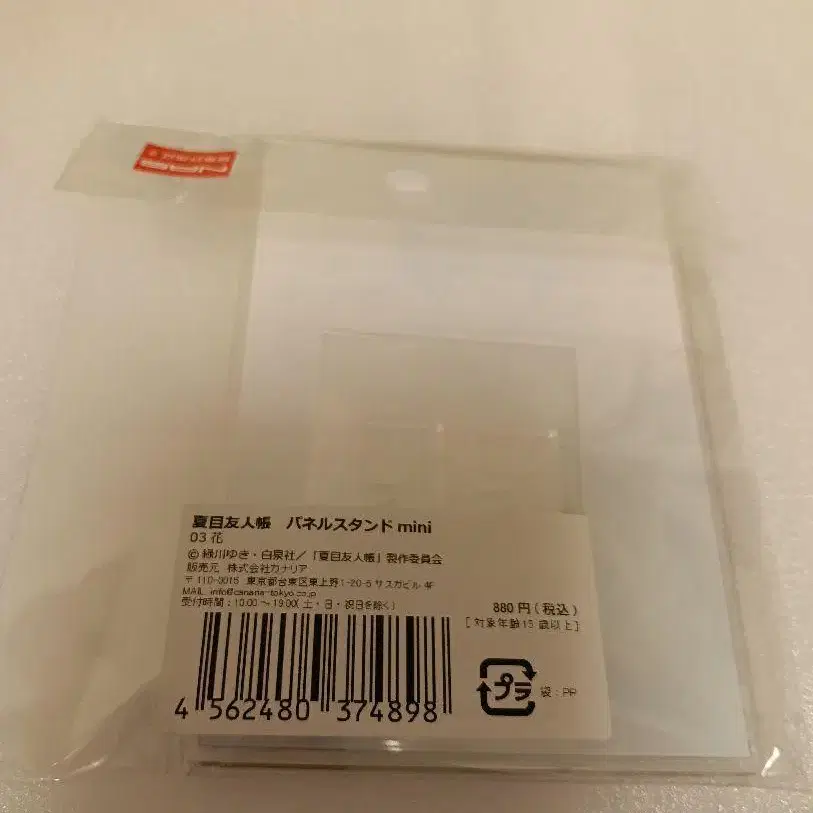 夏目友人帳 パネルスタンド mini
03 花
© 緑川ゆき・白泉社／「夏目友人帳」製作委員会
販売元 株式会社カナリア
〒110-0015 東京都台東区東上野1-20-6 サスガビル
MAIL info@canaria-tokyo.co.jp
受付時間：10:00～19:00(土・日・祝日を除く)
880円(税込)
[対象年齢15歳以上]
4 562480 374898
プラ 袋：PP